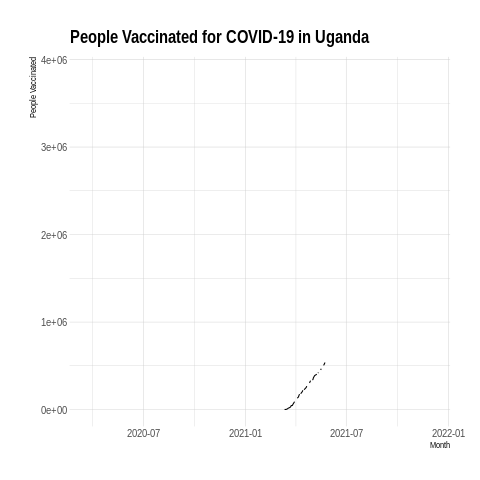 People Vaccinated for COVID-19 in Uganda
People Vaccinated
4e+06
3e+06
2e+06
1e+06
0e+00
2020-07 2021-01 2021-07 2022-01
Month